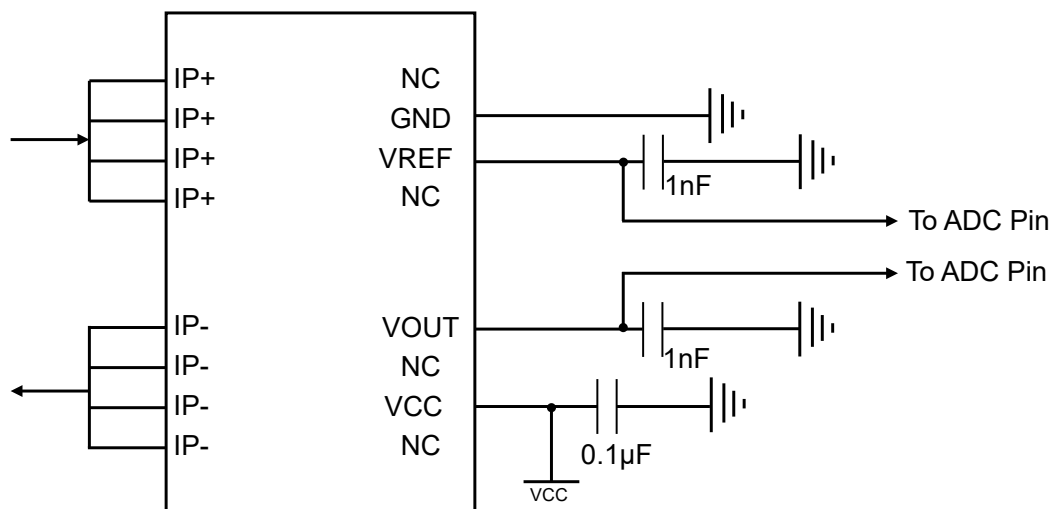 IP+ NC
IP+ GND
IP+ VREF
1nF
IP+ NC
To ADC Pin
To ADC Pin
IP- VOUT
1nF
IP- NC
IP- VCC
IP- NC
0.1µF
VCC